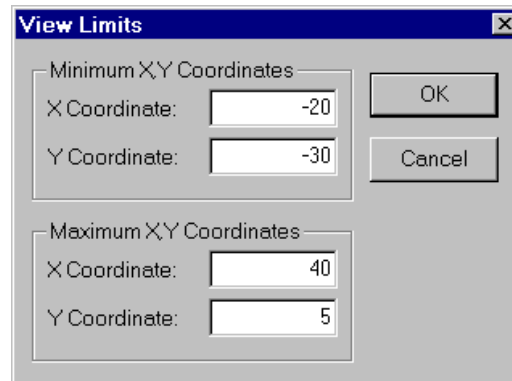 View Limits
Minimum X,Y Coordinates
X Coordinate: -20
Y Coordinate: -30
OK
Cancel
Maximum X,Y Coordinates
X Coordinate: 40
Y Coordinate: 5